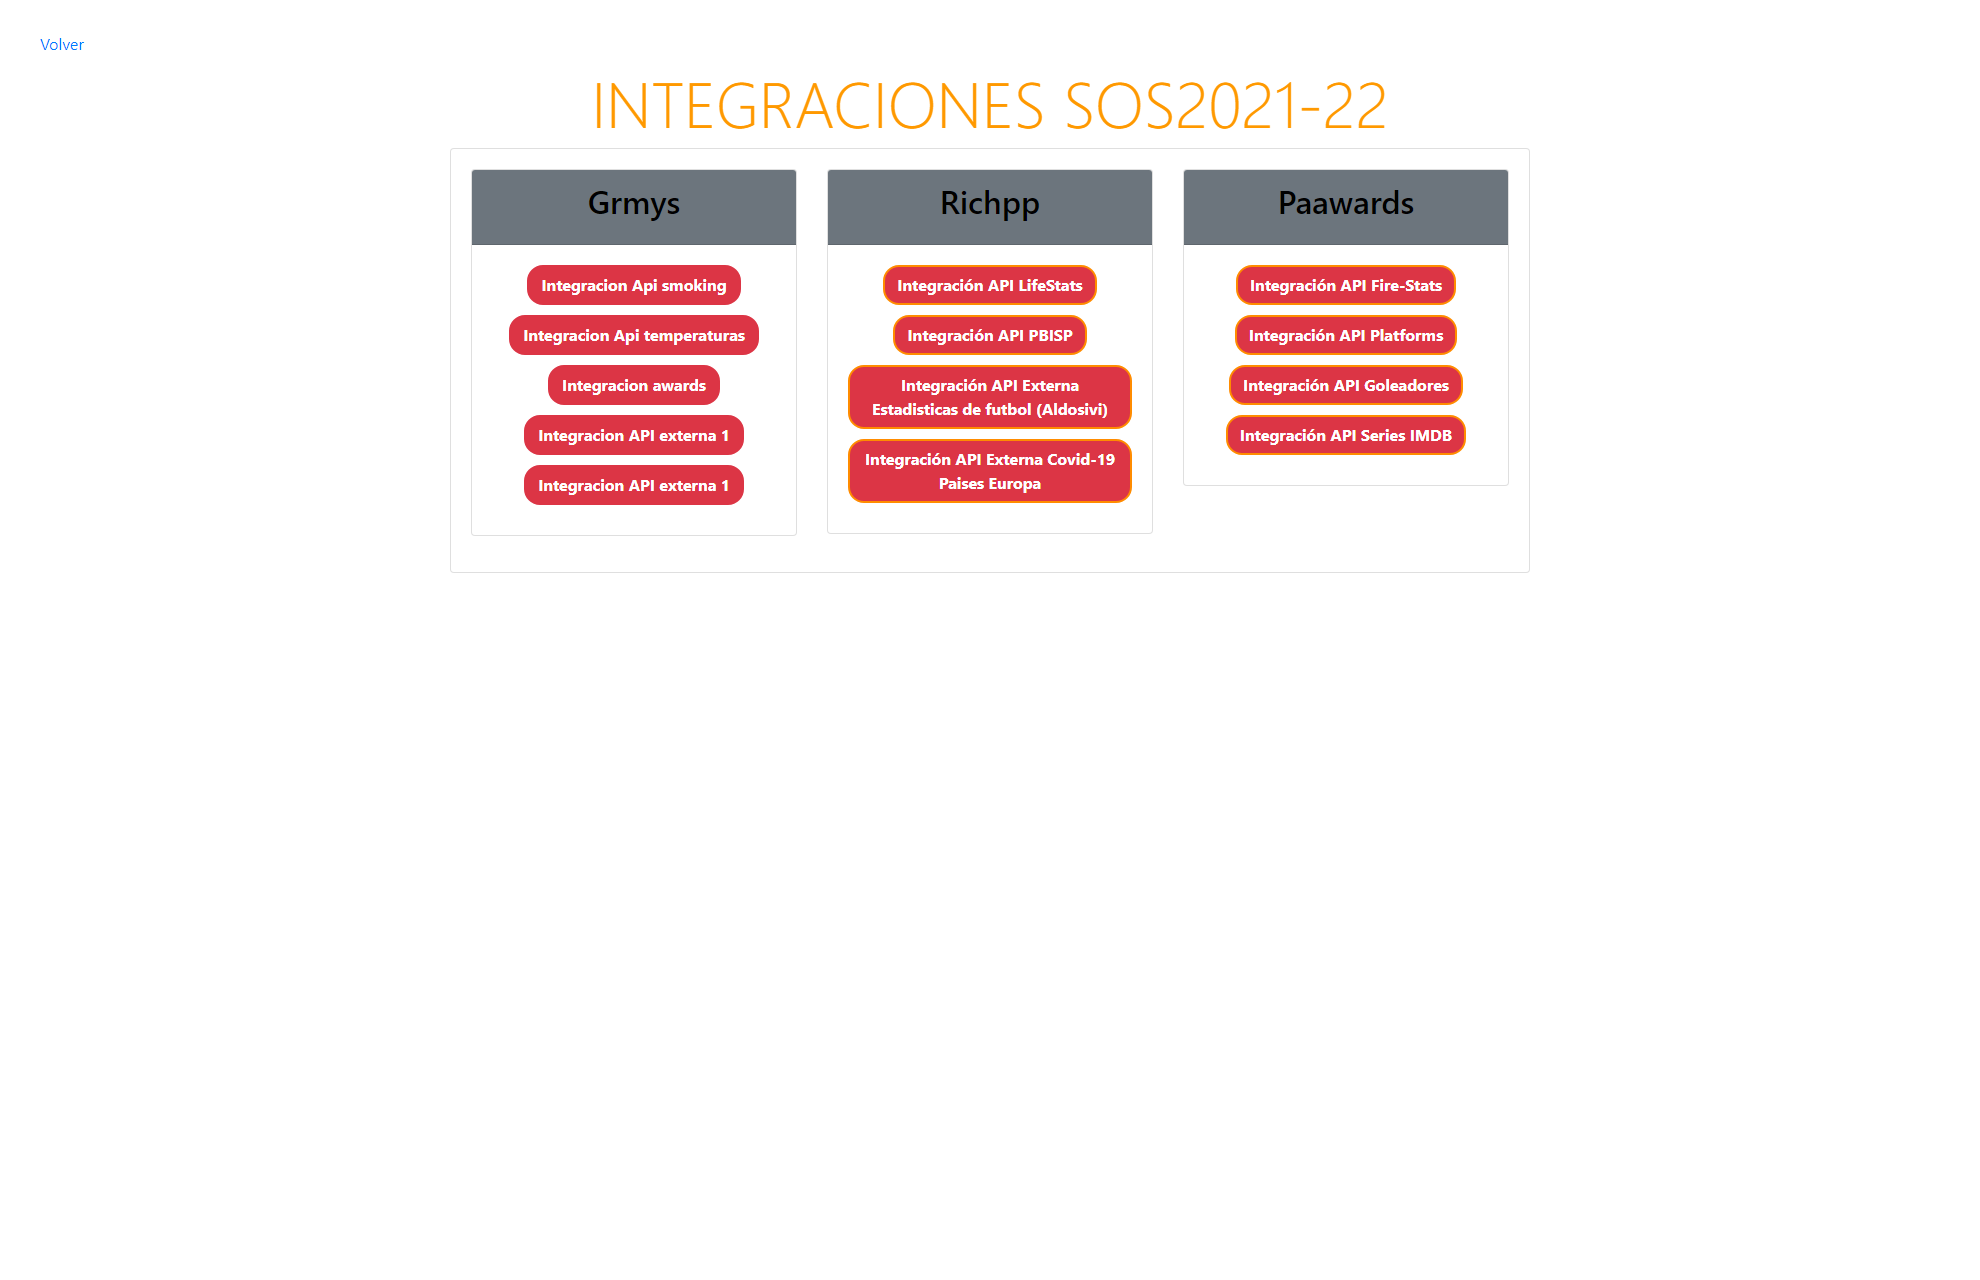 Volver
INTEGRACIONES SOS2021-22
Grmys
Integracion Api smoking
Integracion Api temperaturas
Integracion awards
Integracion API externa 1
Integracion API externa 1
Richpp
Integración API LifeStats
Integración API PBISP
Integración API Externa
Estadisticas de futbol (Aldosivi)
Integración API Externa Covid-19
Paises Europa
Paawards
Integración API Fire-Stats
Integración API Platforms
Integración API Goleadores
Integración API Series IMDB